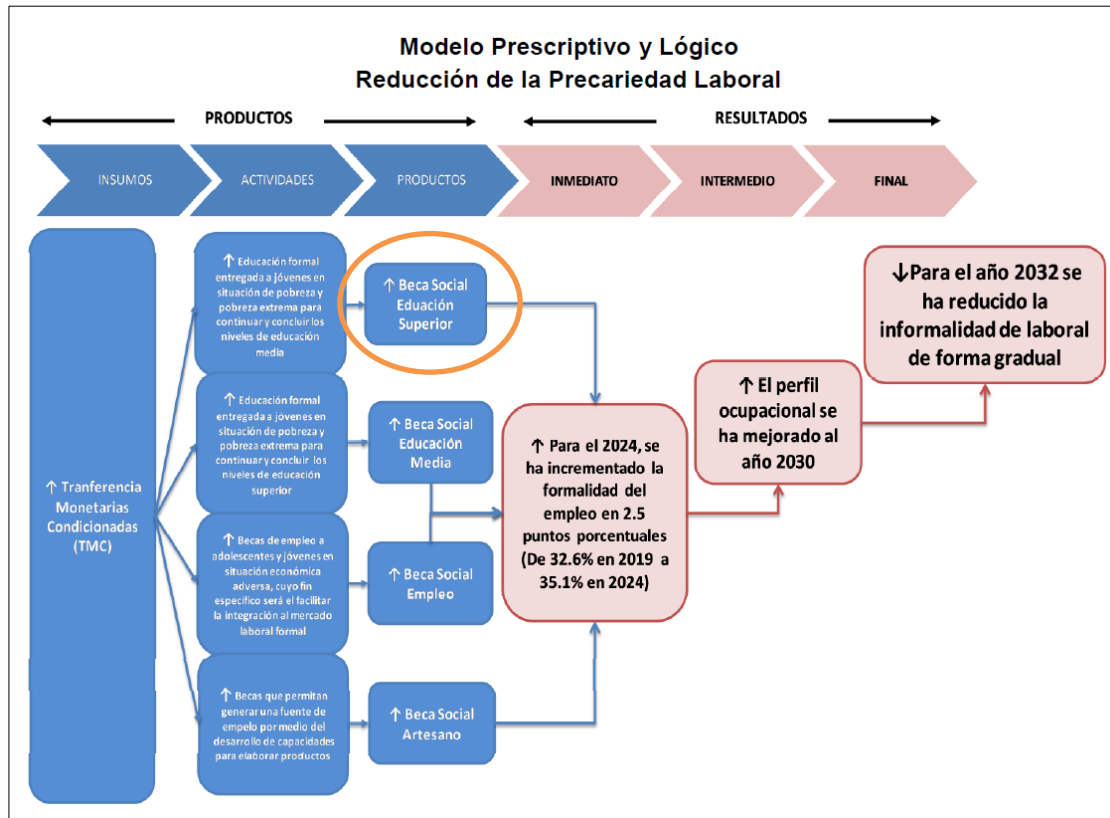 Modelo Prescriptivo y Lógico
Reducción de la Precariedad Laboral
PRODUCTOS
RESULTADOS
INSUMOS
ACTIVIDADES
PRODUCTOS
INMEDIATO
INTERMEDIO
FINAL
↑ Tranferencia
Monetarias
Condicionadas
(TMC)
↑ Educación formal
entregada a jóvenes en
situación de pobreza y
pobreza extrema para
continuar y concluir los
niveles de educación
media
↑ Educación formal
entregada a jóvenes en
situación de pobreza y
pobreza extrema para
continuar y concluir los
niveles de educación
superior
↑ Becas de empleo a
adolescentes y jóvenes en
situación económica
adversa, cuyo fin
específico será el facilitar
la integración al mercado
laboral formal
↑ Becas que permitan
generar una fuente de
empelo por medio del
desarrollo de capacidades
para elaborar productos
↑ Beca Social
Eduación
Superior
↑ Beca Social
Educación
Media
↑ Beca Social
Empleo
↑ Beca Social
Artesano
↑ Para el 2024, se
ha incrementado la
formalidad del
empleo en 2.5
puntos porcentuales
(De 32.6% en 2019 a
35.1% en 2024)
↑ El perfil
ocupacional se
ha mejorado al
año 2030
↓Para el año 2032 se
ha reducido la
informalidad de laboral
de forma gradual